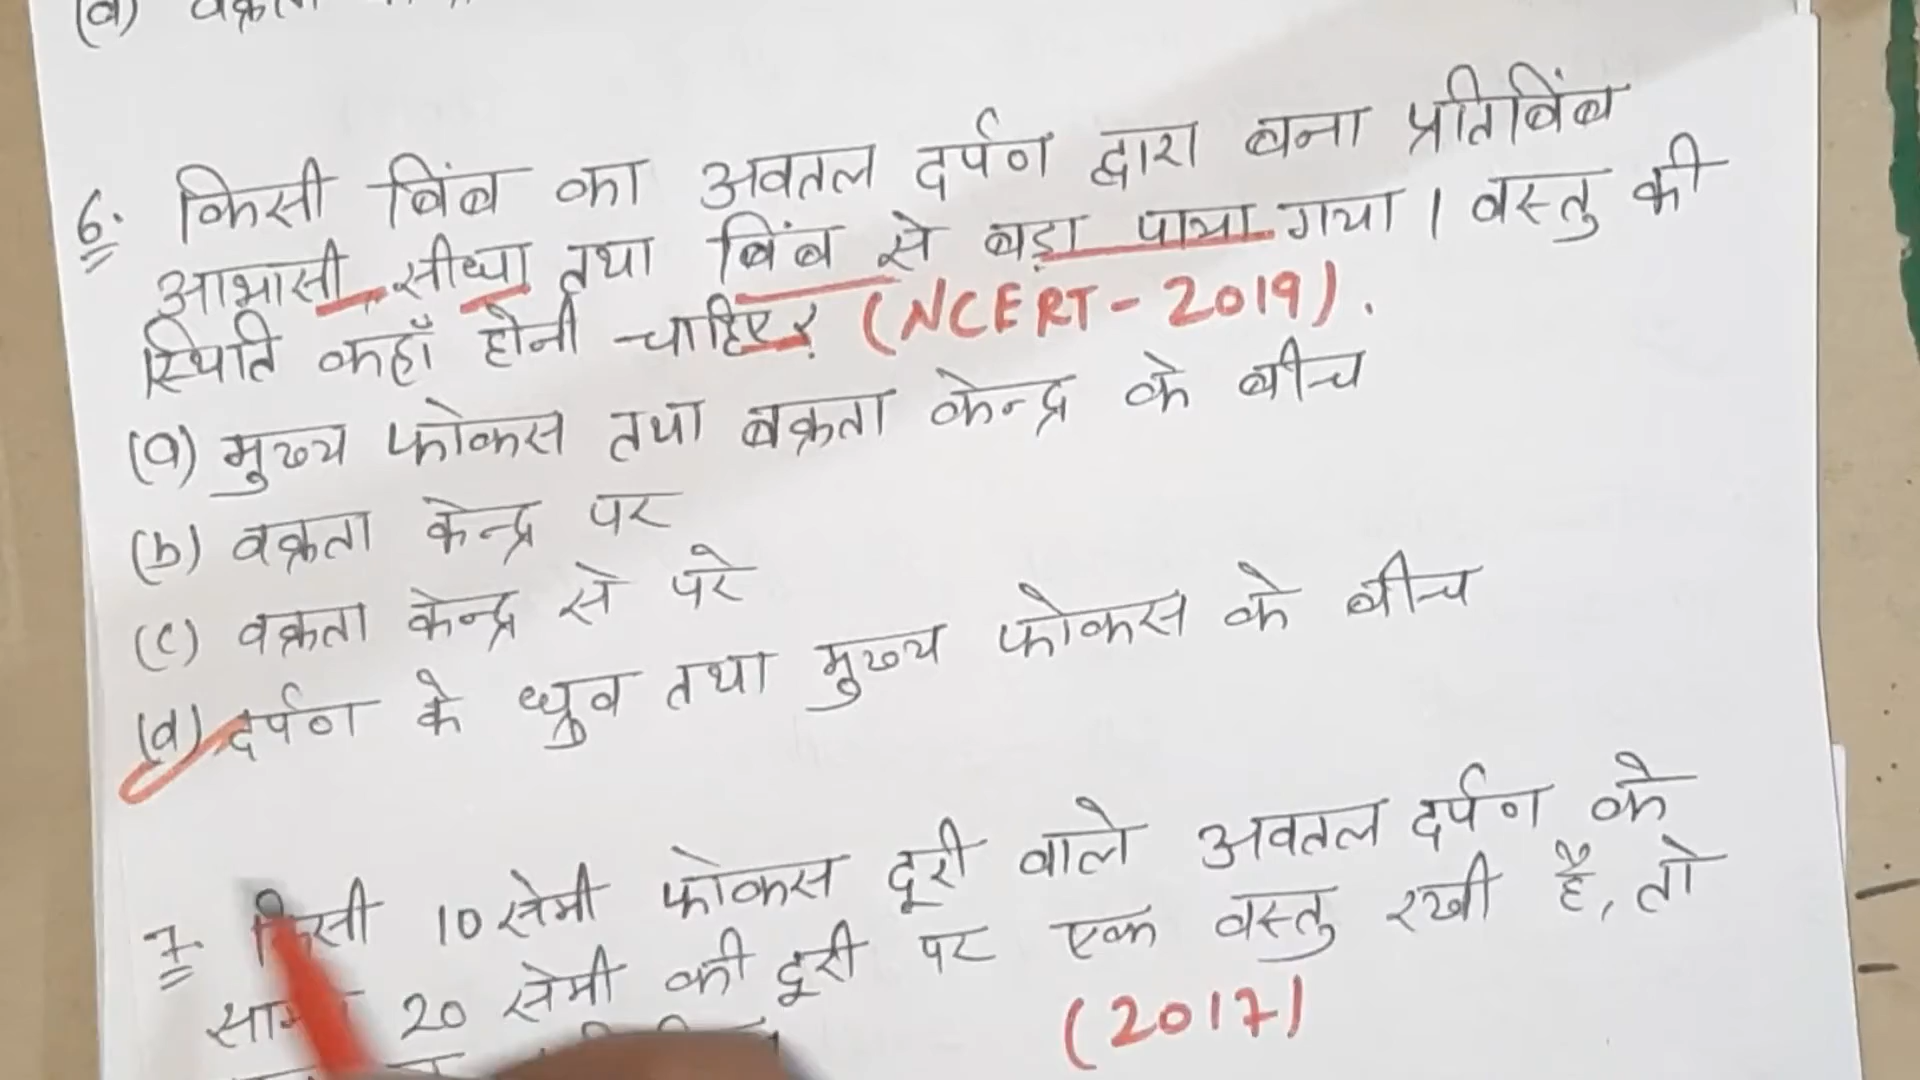 6. किसी बिंब का अवतल दर्पण द्वारा बना प्रतिबिंब
आभासी, सीधा तथा बिंब से बड़ा पाया गया। वस्तु की
स्थिति कहाँ होनी चाहिए? (NCERT-2019).
(a) मुख्य फोकस तथा बक्रता केन्द्र के बीच
(b) वक्रता केन्द्र पर
(c) वक्रता केन्द्र से परे
(d) दर्पण के ध्रुव तथा मुख्य फोकस के बीच
7. किसी 10 सेमी फोकस दूरी वाले अवतल दर्पण के
20 सेमी की दूरी पर एक वस्तु रखी है, तो
(2017)